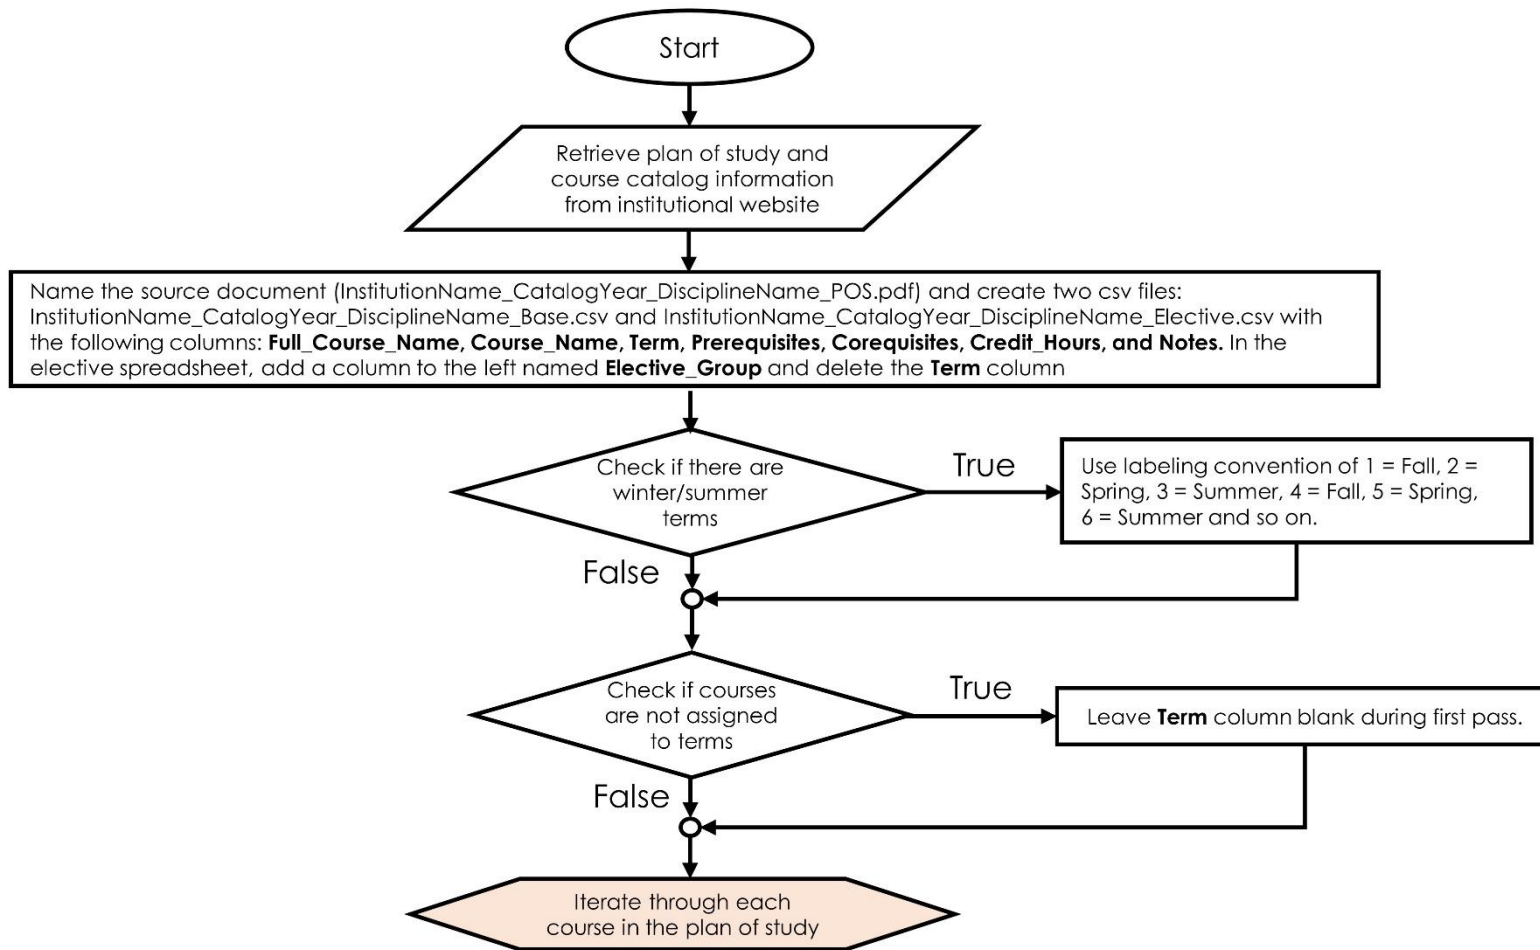 Start
Retrieve plan of study and
course catalog information
from institutional website
Name the source document (InstitutionName_CatalogYear_DisciplineName_POS.pdf) and create two csv files:
InstitutionName_CatalogYear_DisciplineName_Base.csv and InstitutionName_CatalogYear_DisciplineName_Elective.csv with
the following columns: Full_Course_Name, Course_Name, Term, Prerequisites, Corequisites, Credit_Hours, and Notes. In the
elective spreadsheet, add a column to the left named Elective_Group and delete the Term column
Check if there are
winter/summer
terms
True
Use labeling convention of 1 = Fall, 2 =
Spring, 3 = Summer, 4 = Fall, 5 = Spring,
6 = Summer and so on.
False
Check if courses
are not assigned
to terms
True
Leave Term column blank during first pass.
False
Iterate through each
course in the plan of study